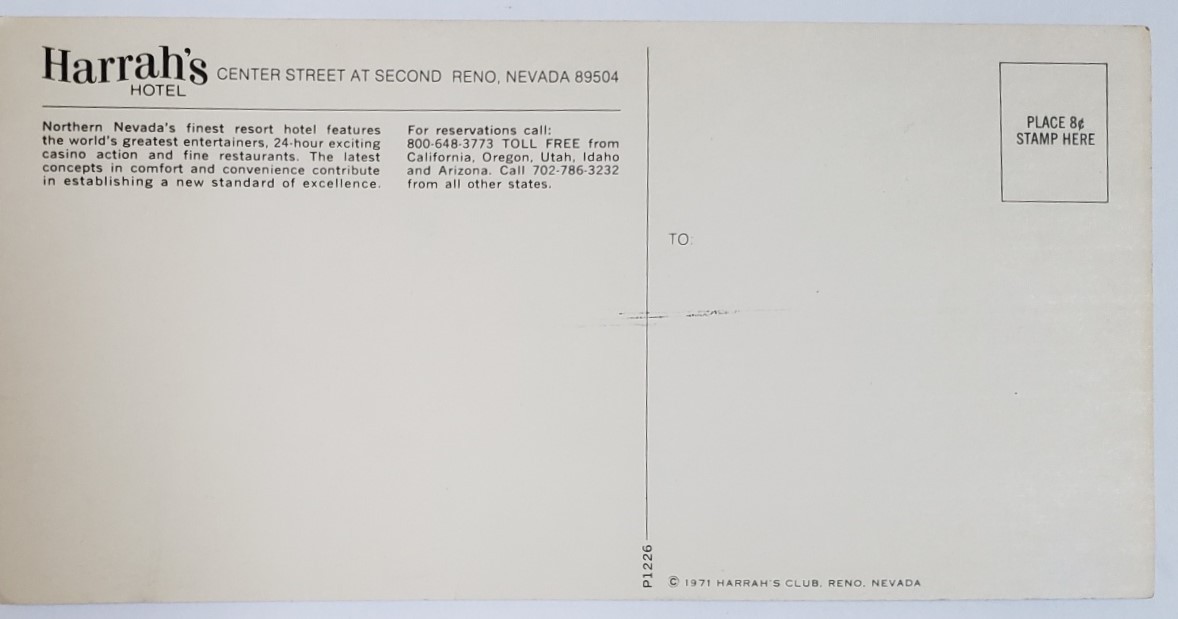 Harrah's
HOTEL
CENTER STREET AT SECOND RENO, NEVADA 89504
Northern Nevada's finest resort hotel features
the world's greatest entertainers, 24-hour exciting
casino action and fine restaurants. The latest
concepts in comfort and convenience contribute
in establishing a new standard of excellence.
For reservations call:
800-648-3773 TOLL FREE from
California, Oregon, Utah, Idaho
and Arizona. Call 702-786-3232
from all other states.
PLACE 8¢
STAMP HERE
TO:
P1226
© 1971 HARRAH'S CLUB, RENO, NEVADA